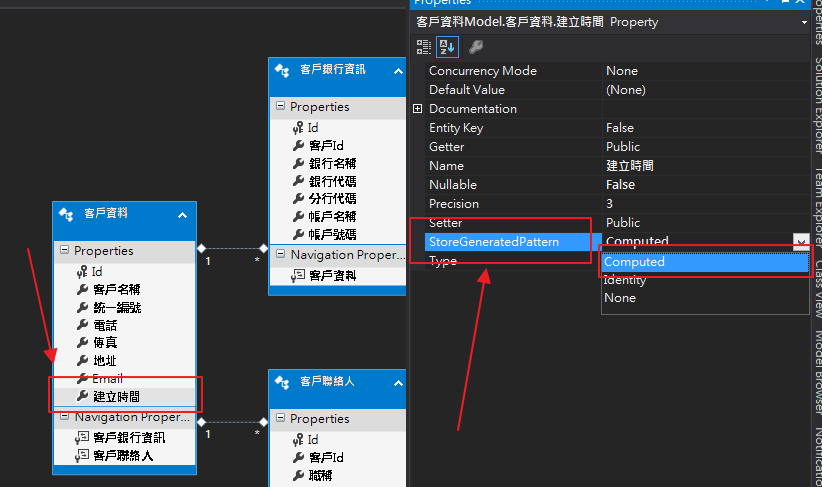 Properties
客戶資料Model.客戶資料.建立時間 Property
Concurrency Mode None
Default Value (None)
Documentation
Entity Key False
Getter Public
Name 建立時間
Nullable False
Precision 3
Setter Public
StoreGeneratedPattern Computed
Type
Computed
Identity
None
客戶銀行資訊
Properties
Id
客戶Id
銀行名稱
銀行代碼
分行代碼
帳戶名稱
帳戶號碼
Navigation Proper...
客戶資料
客戶資料
Properties
Id
客戶名稱
統一編號
電話
傳真
地址
Email
建立時間
Navigation Proper...
客戶銀行資訊
客戶聯絡人
1
*
1
*
客戶聯絡人
Properties
Id
客戶Id
職稱
Properties
Solution Explorer
Team Explorer
Class View
Model Browser
Notification